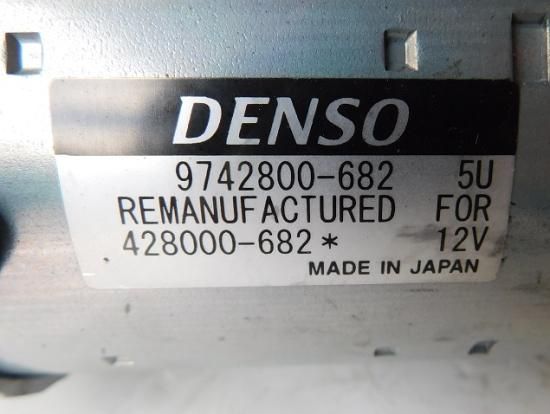 DENSO
9742800-682 5U
REMANUFACTURED FOR
428000-682* 12V
MADE IN JAPAN